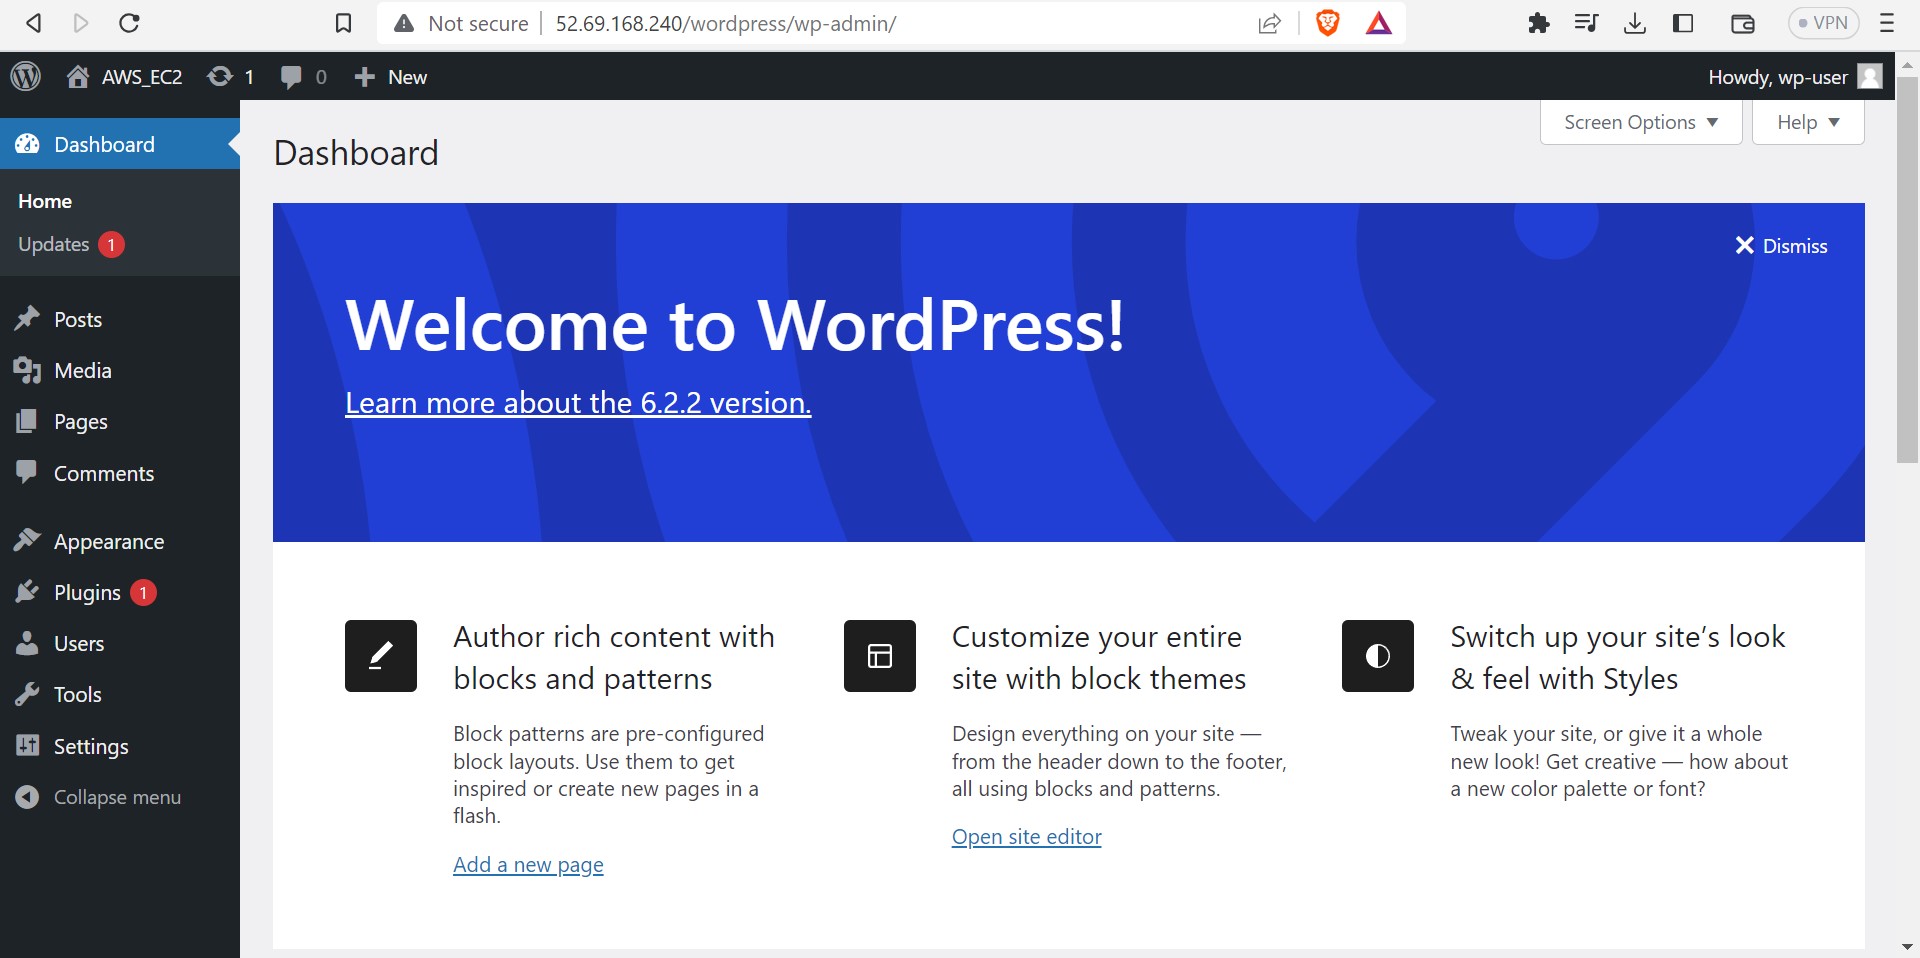 Not secure 52.69.168.240/wordpress/wp-admin/ VPN
AWS_EC2 1 0 New Howdy, wp-user
Screen Options Help
Dashboard
Home
Updates 1
Posts
Media
Pages
Comments
Appearance
Plugins 1
Users
Tools
Settings
Collapse menu
Dashboard
Dismiss
Welcome to WordPress!
Learn more about the 6.2.2 version.
Author rich content with
blocks and patterns
Block patterns are pre-configured
block layouts. Use them to get
inspired or create new pages in a
flash.
Add a new page
Customize your entire
site with block themes
Design everything on your site —
from the header down to the footer,
all using blocks and patterns.
Open site editor
Switch up your site’s look
& feel with Styles
Tweak your site, or give it a whole
new look! Get creative — how about
a new color palette or font?